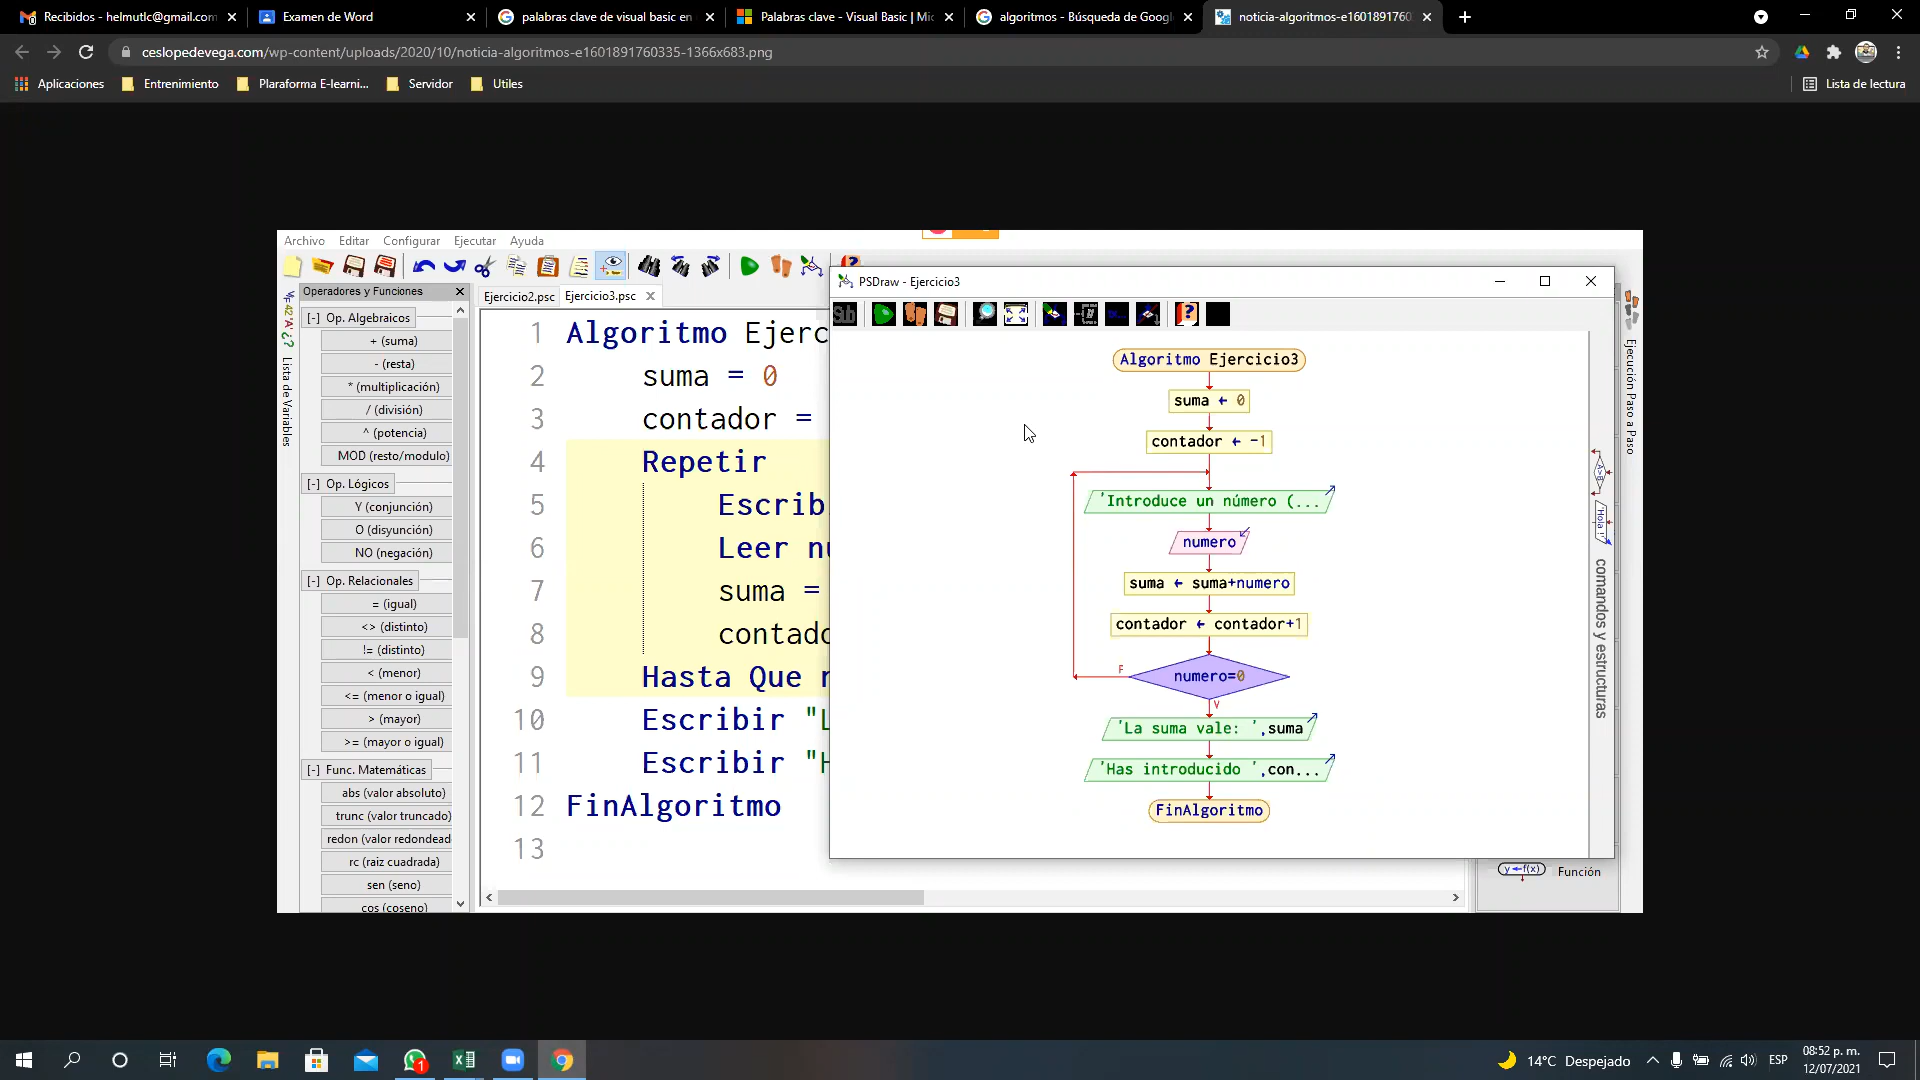 Recibidos - helmutlc@gmail.com
Examen de Word
palabras clave de visual basic en
Palabras clave - Visual Basic | Mic
algoritmos - Búsqueda de Google
noticia-algoritmos-e1601891760
ceslopedevega.com/wp-content/uploads/2020/10/noticia-algoritmos-e1601891760335-1366x683.png
Aplicaciones
Entrenimiento
Plaraforma E-learni...
Servidor
Utiles
Lista de lectura
Archivo Editar Configurar Ejecutar Ayuda
Operadores y Funciones
Ejercicio2.psc
Ejercicio3.psc
Lista de Variables
[-] Op. Algebraicos
+ (suma)
- (resta)
* (multiplicación)
/ (división)
^ (potencia)
MOD (resto/modulo)
[-] Op. Lógicos
Y (conjunción)
O (disyunción)
NO (negación)
[-] Op. Relacionales
= (igual)
<> (distinto)
!= (distinto)
< (menor)
<= (menor o igual)
> (mayor)
>= (mayor o igual)
[-] Func. Matemáticas
abs (valor absoluto)
trunc (valor truncado)
redon (valor redondead
rc (raiz cuadrada)
sen (seno)
cos (coseno)
1 Algoritmo Ejerc
2 suma = 0
3 contador =
4 Repetir
5 Escrib
6 Leer nu
7 suma =
8 contado
9 Hasta Que n
10 Escribir "L
11 Escribir "H
12 FinAlgoritmo
13
PSDraw - Ejercicio3
Algoritmo Ejercicio3
suma ← 0
contador ← -1
'Introduce un número (...
numero
suma ← suma+numero
contador ← contador+1
F
numero=0
V
'La suma vale: ',suma
'Has introducido ',con...
FinAlgoritmo
comandos y estructuras
Ejecución Paso a Paso
y←f(x)
Función
1
14°C Despejado
ESP
08:52 p. m.
12/07/2021